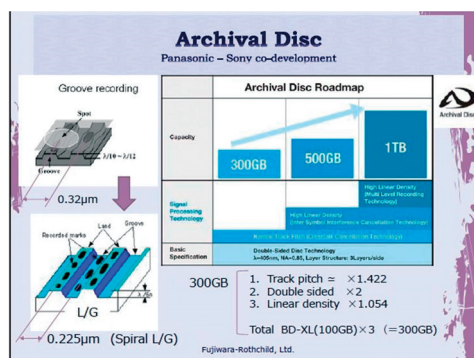 Archival Disc
Panasonic – Sony co-development
Groove recording
Spot
λ/10 ~ λ/12
Groove
0.32μm
Recorded marks
Land
Groove
L/G
0.225μm (Spiral L/G)
Archival Disc Roadmap
Capacity
300GB
500GB
1TB
Signal Processing Technology
High Linear Density
(Multi Level Recording
Technology)
High Linear Density
(Inter Symbol Interference Cancellation Technology)
Narrow Track Pitch (Crosstalk Cancellation Technology)
Basic
Specification
Double-Sided Disc Technology
λ=405nm, NA=0.85, Layer Structure: 3Layers/side
Archival Disc
300GB
1. Track pitch ≃ ×1.422
2. Double sided ×2
3. Linear density ×1.054
Total BD-XL(100GB)×3 (=300GB)
Fujiwara-Rothchild, Ltd.